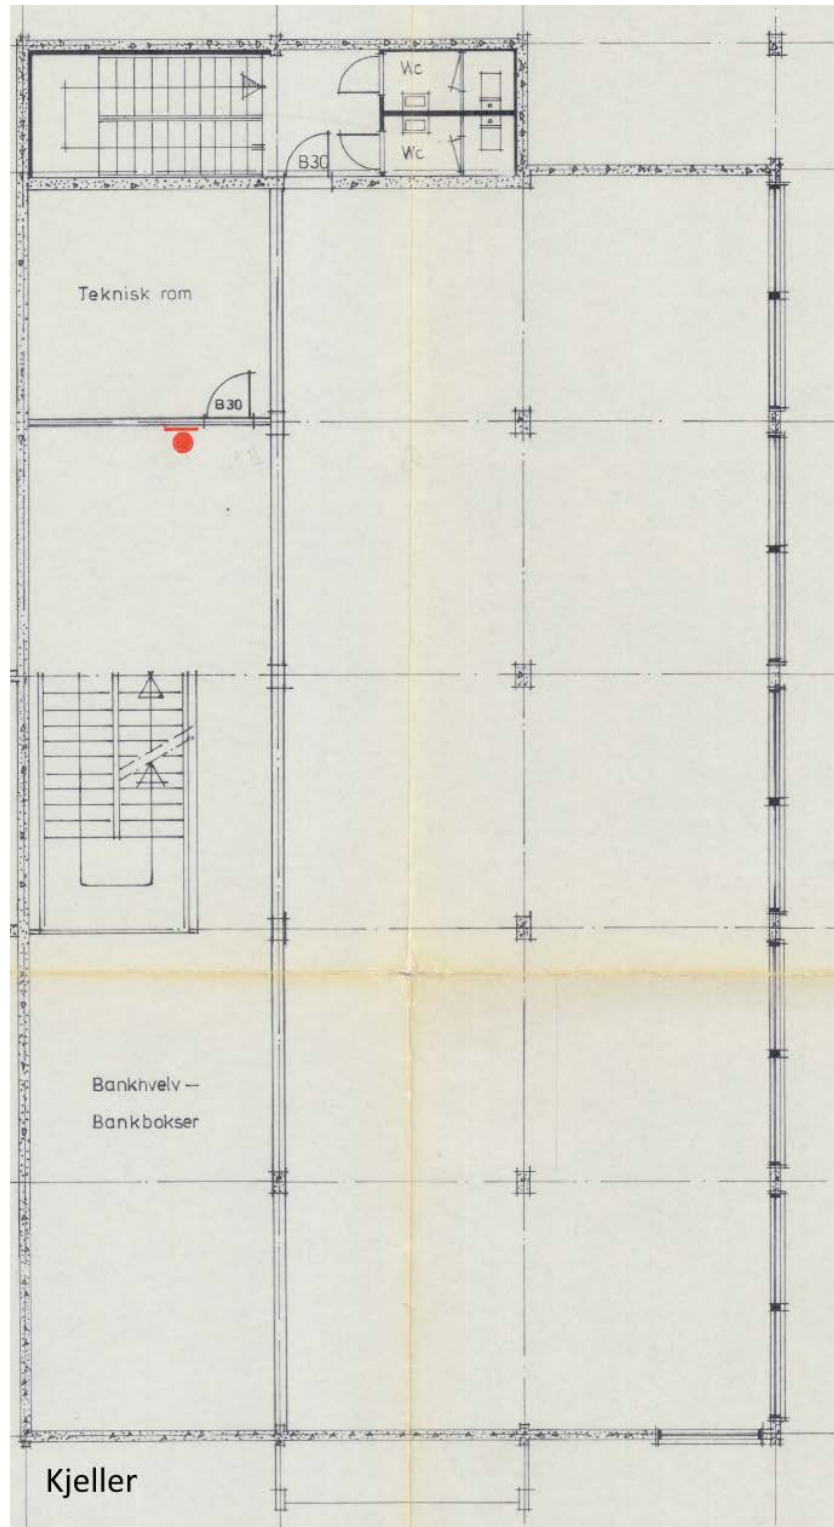 Wc
Wc
B30
Teknisk rom
B30
Bankhvelv –
Bankbokser
Kjeller